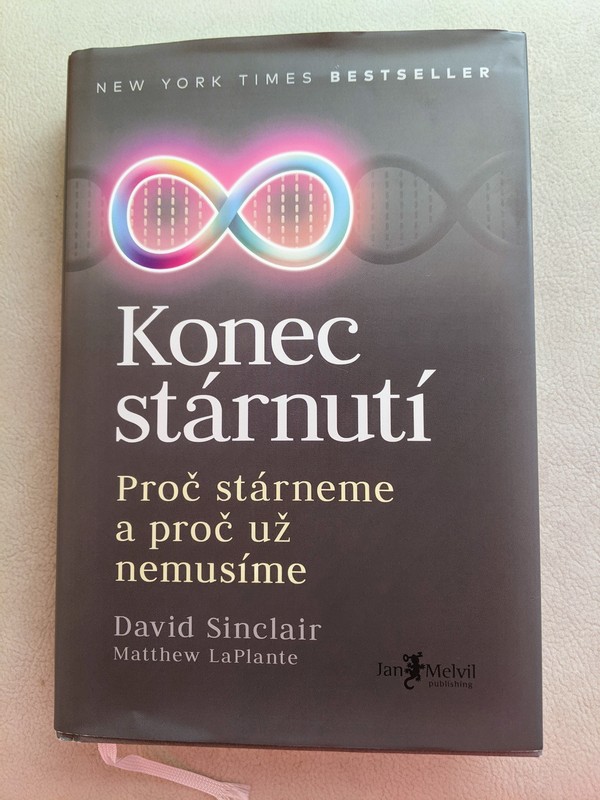 NEW YORK TIMES BESTSELLER
Konec
stárnutí
Proč stárneme
a proč už
nemusíme
David Sinclair
Matthew LaPlante
Jan Melvil
publishing